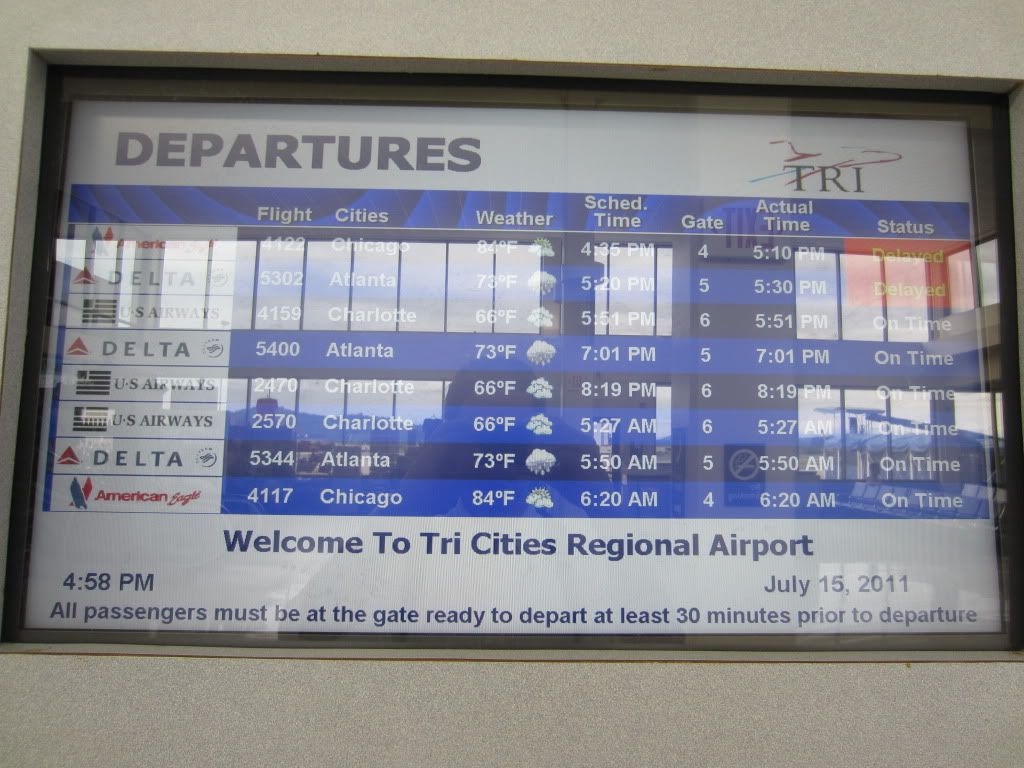 DEPARTURES
TRI
Flight Cities Weather Sched. Time Gate Actual Time Status
American Eagle 4122 Chicago 84°F 4:35 PM 4 5:10 PM Delayed
DELTA 5302 Atlanta 73°F 5:20 PM 5 5:30 PM Delayed
U·S AIRWAYS 4159 Charlotte 66°F 5:51 PM 6 5:51 PM On Time
DELTA 5400 Atlanta 73°F 7:01 PM 5 7:01 PM On Time
U·S AIRWAYS 2470 Charlotte 66°F 8:19 PM 6 8:19 PM On Time
U·S AIRWAYS 2570 Charlotte 66°F 5:27 AM 6 5:27 AM On Time
DELTA 5344 Atlanta 73°F 5:50 AM 5 5:50 AM On Time
American Eagle 4117 Chicago 84°F 6:20 AM 4 6:20 AM On Time
Welcome To Tri Cities Regional Airport
4:58 PM July 15, 2011
All passengers must be at the gate ready to depart at least 30 minutes prior to departure